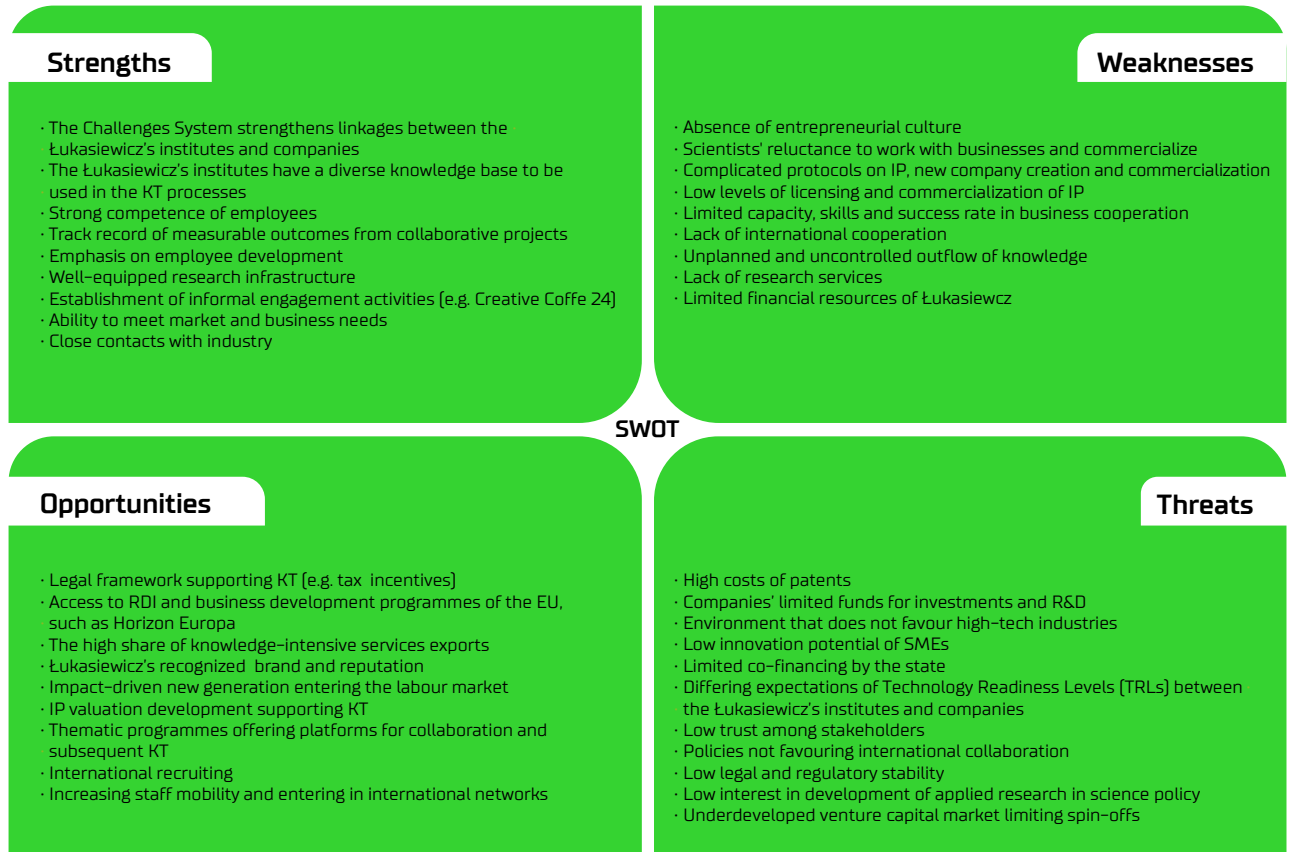 Strengths
· The Challenges System strengthens linkages between the
Łukasiewicz's institutes and companies
· The Łukasiewicz's institutes have a diverse knowledge base to be
used in the KT processes
· Strong competence of employees
· Track record of measurable outcomes from collaborative projects
· Emphasis on employee development
· Well-equipped research infrastructure
· Establishment of informal engagement activities (e.g. Creative Coffe 24)
· Ability to meet market and business needs
· Close contacts with industry
Weaknesses
· Absence of entrepreneurial culture
· Scientists' reluctance to work with businesses and commercialize
· Complicated protocols on IP, new company creation and commercialization
· Low levels of licensing and commercialization of IP
· Limited capacity, skills and success rate in business cooperation
· Lack of international cooperation
· Unplanned and uncontrolled outflow of knowledge
· Lack of research services
· Limited financial resources of Łukasiewcz
SWOT
Opportunities
· Legal framework supporting KT (e.g. tax incentives)
· Access to RDI and business development programmes of the EU,
such as Horizon Europa
· The high share of knowledge-intensive services exports
· Łukasiewicz's recognized brand and reputation
· Impact-driven new generation entering the labour market
· IP valuation development supporting KT
· Thematic programmes offering platforms for collaboration and
subsequent KT
· International recruiting
· Increasing staff mobility and entering in international networks
Threats
· High costs of patents
· Companies' limited funds for investments and R&D
· Environment that does not favour high-tech industries
· Low innovation potential of SMEs
· Limited co-financing by the state
· Differing expectations of Technology Readiness Levels (TRLs) between
the Łukasiewicz's institutes and companies
· Low trust among stakeholders
· Policies not favouring international collaboration
· Low legal and regulatory stability
· Low interest in development of applied research in science policy
· Underdeveloped venture capital market limiting spin-offs